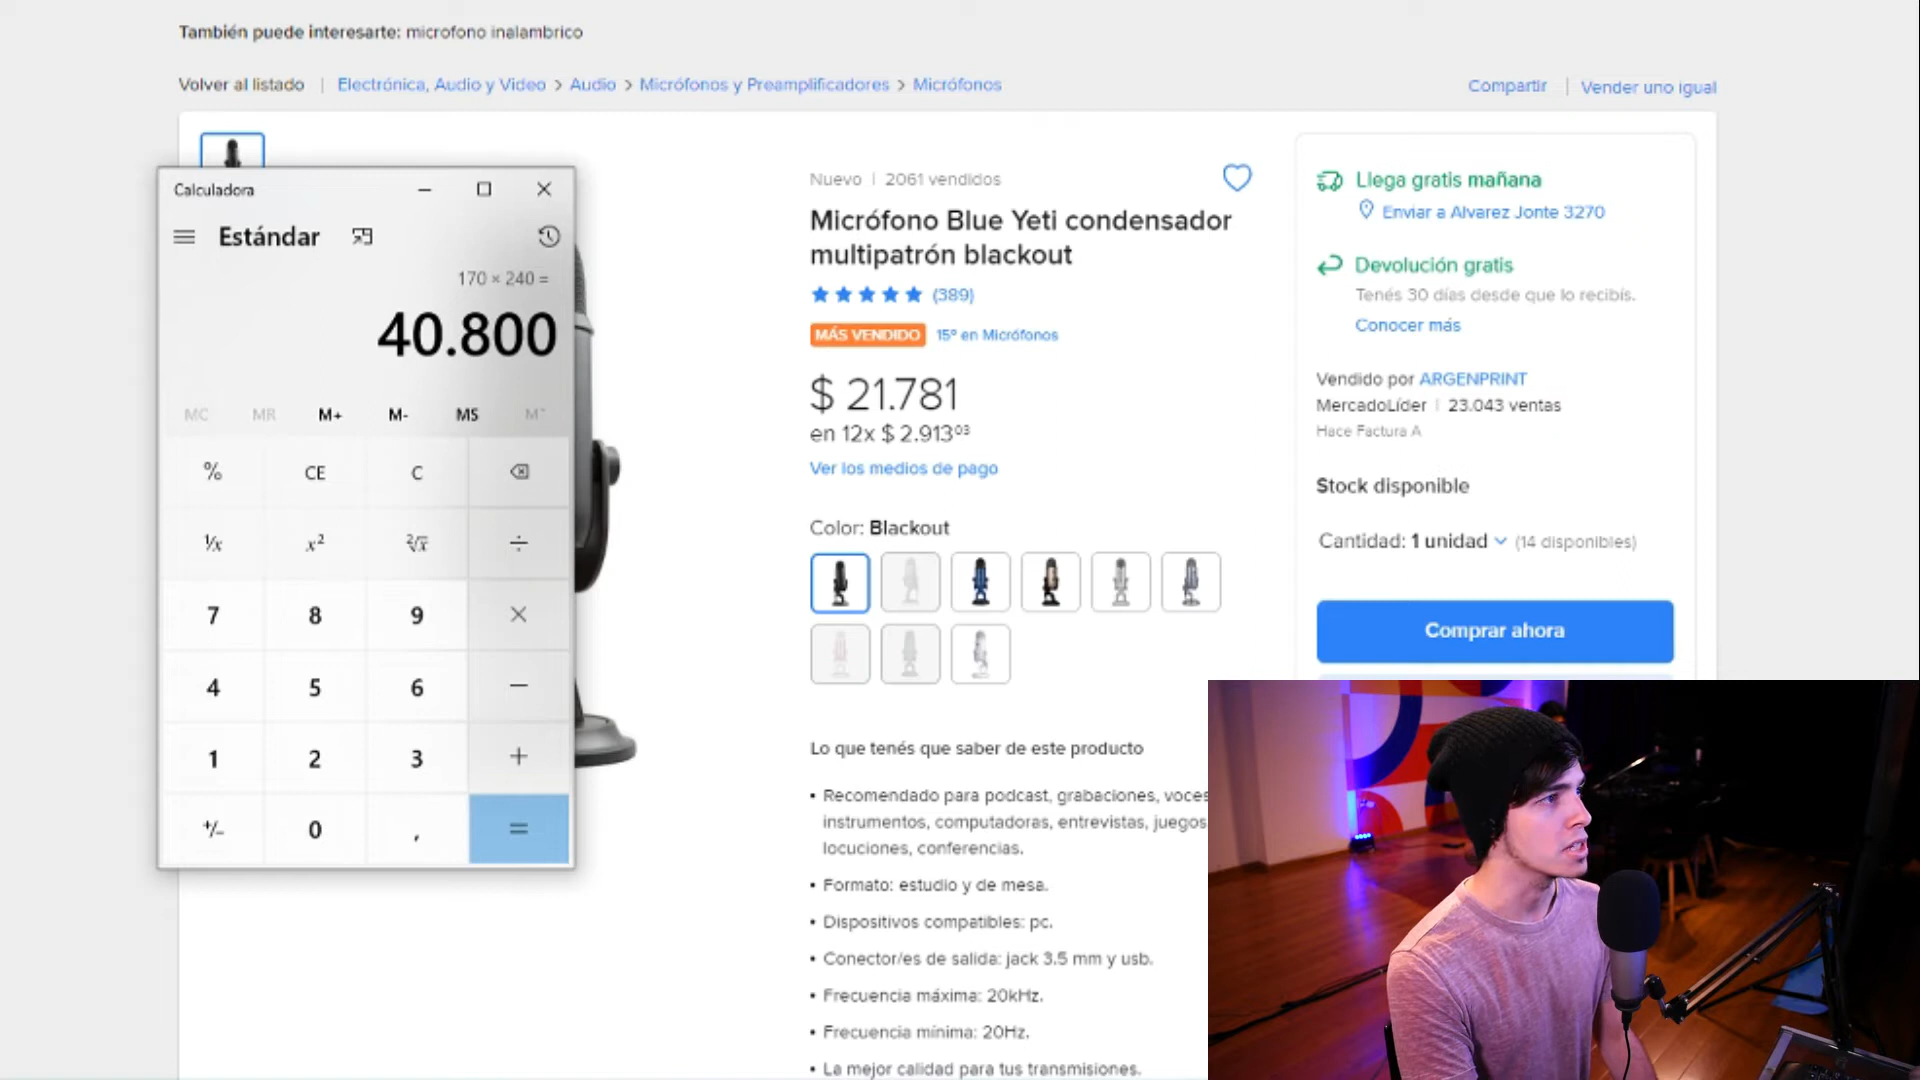 También puede interesarte: microfono inalambrico
Volver al listado | Electrónica, Audio y Video > Audio > Micrófonos y Preamplificadores > Micrófonos
Compartir | Vender uno igual
Calculadora
Estándar
170 × 240 =
40.800
MC MR M+ M- MS M˅
% CE C
¹/x x² ²√x ÷
7 8 9 ×
4 5 6 −
1 2 3 +
+/− 0 , =
Nuevo | 2061 vendidos
Micrófono Blue Yeti condensador
multipatrón blackout
(389)
MÁS VENDIDO 15º en Micrófonos
$ 21.781
en 12x $ 2.913⁰³
Ver los medios de pago
Color: Blackout
Lo que tenés que saber de este producto
• Recomendado para podcast, grabaciones, voces
instrumentos, computadoras, entrevistas, juegos
locuciones, conferencias.
• Formato: estudio y de mesa.
• Dispositivos compatibles: pc.
• Conector/es de salida: jack 3.5 mm y usb.
• Frecuencia máxima: 20kHz.
• Frecuencia mínima: 20Hz.
• La mejor calidad para tus transmisiones.
Llega gratis mañana
Enviar a Alvarez Jonte 3270
Devolución gratis
Tenés 30 días desde que lo recibís.
Conocer más
Vendido por ARGENPRINT
MercadoLíder | 23.043 ventas
Hace Factura A
Stock disponible
Cantidad: 1 unidad (14 disponibles)
Comprar ahora